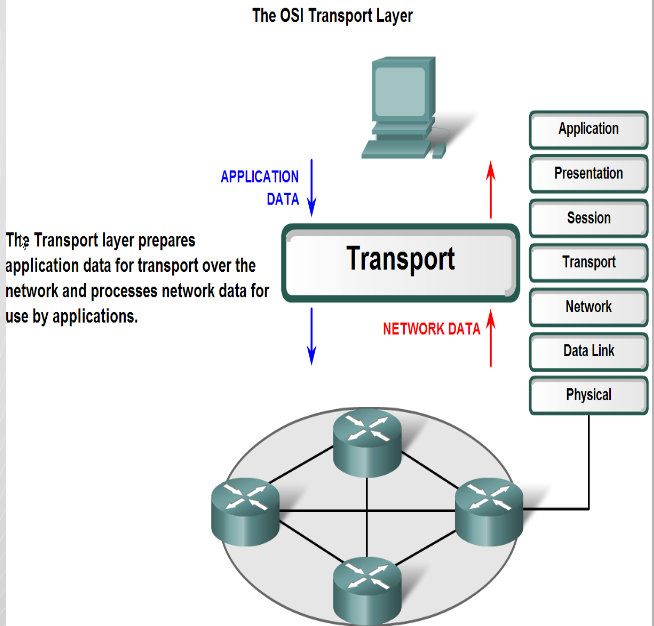 The OSI Transport Layer
APPLICATION
DATA
The Transport layer prepares
application data for transport over the
network and processes network data for
use by applications.
Transport
NETWORK DATA
Application
Presentation
Session
Transport
Network
Data Link
Physical